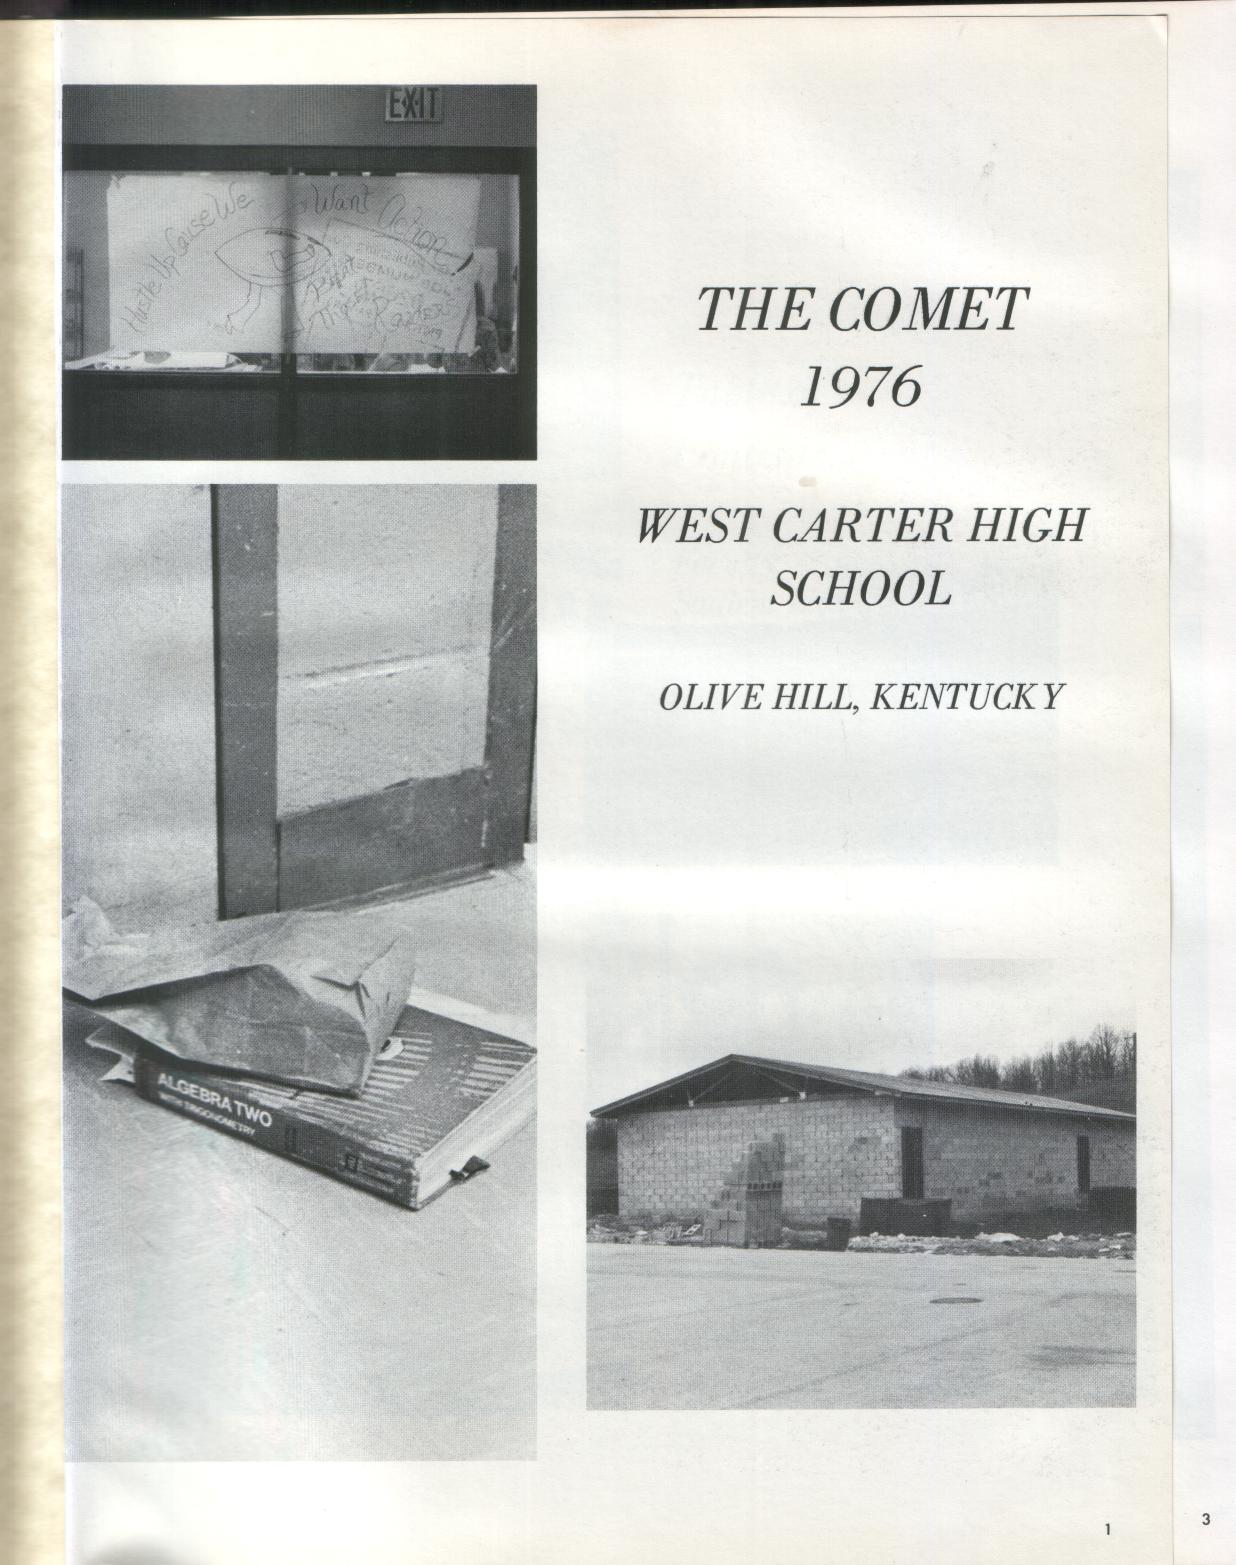 EXIT
Hustle Up Cause We Want Action
THE COMET
1976
WEST CARTER HIGH
SCHOOL
OLIVE HILL, KENTUCKY
ALGEBRA TWO
WITH TRIGONOMETRY
1
3